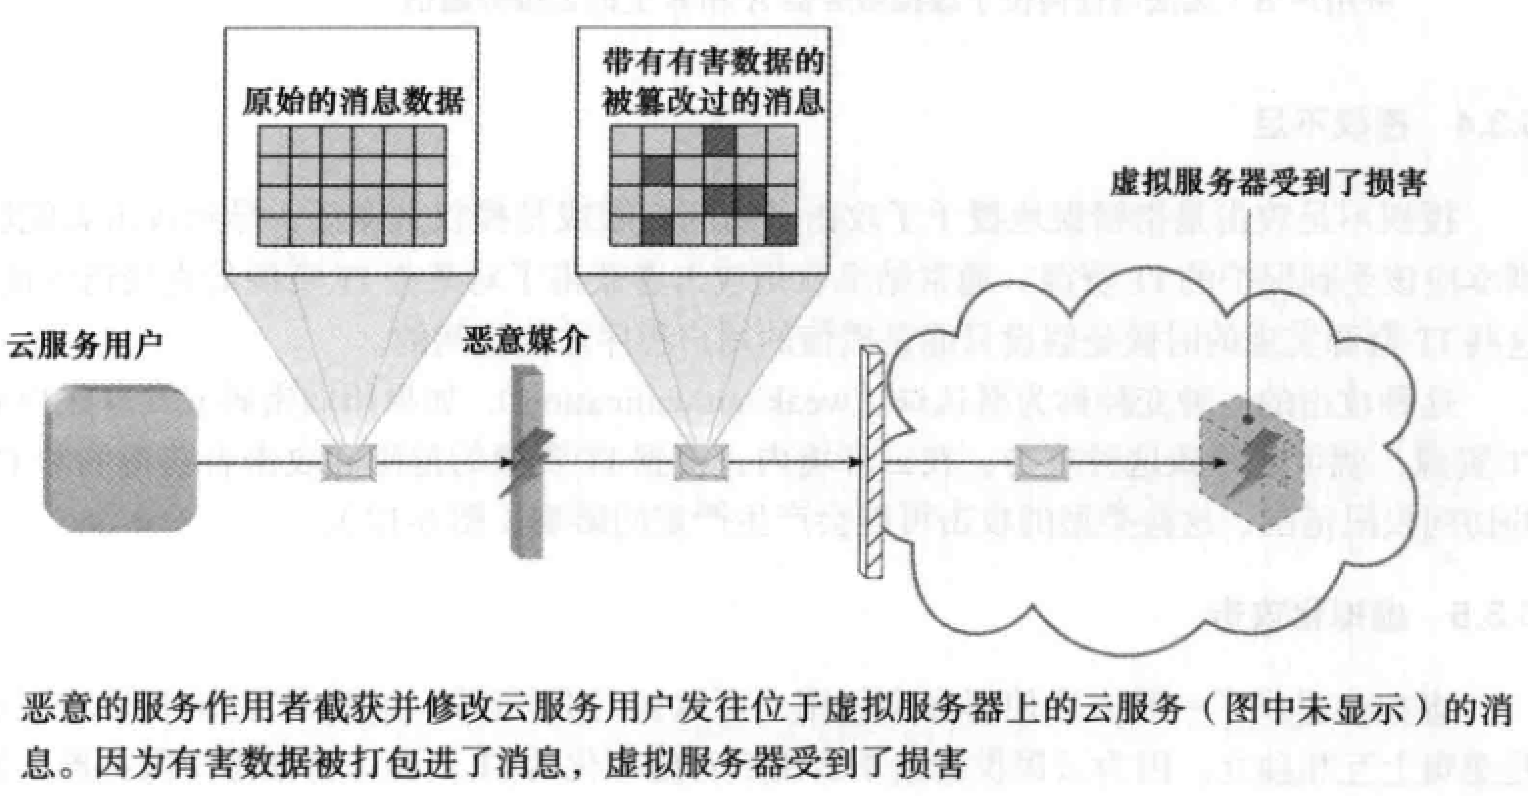 原始的消息数据
带有有害数据的
被篡改过的消息
虚拟服务器受到了损害
云服务用户
恶意媒介
恶意的服务作用者截获并修改云服务用户发往位于虚拟服务器上的云服务（图中未显示）的消
息。因为有害数据被打包进了消息，虚拟服务器受到了损害